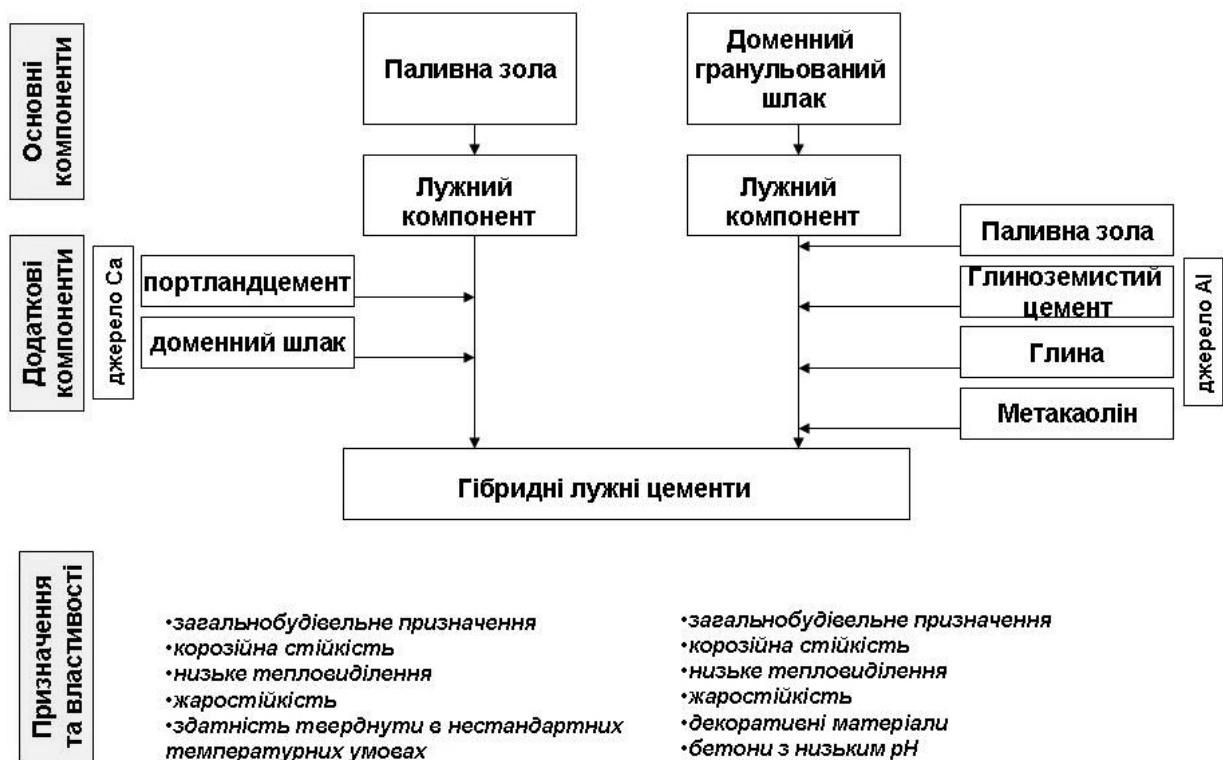 Основні
компоненти
Паливна зола
Доменний
гранульований
шлак
Лужний
компонент
Лужний
компонент
Додаткові
компоненти
джерело Ca
портландцемент
доменний шлак
Паливна зола
Глиноземистий
цемент
Глина
Метакаолін
джерело Al
Гібридні лужні цементи
Призначення
та властивості
•загальнобудівельне призначення
•корозійна стійкість
•низьке тепловиділення
•жаростійкість
•здатність тверднути в нестандартних
температурних умовах
•загальнобудівельне призначення
•корозійна стійкість
•низьке тепловиділення
•жаростійкість
•декоративні матеріали
•бетони з низьким pH